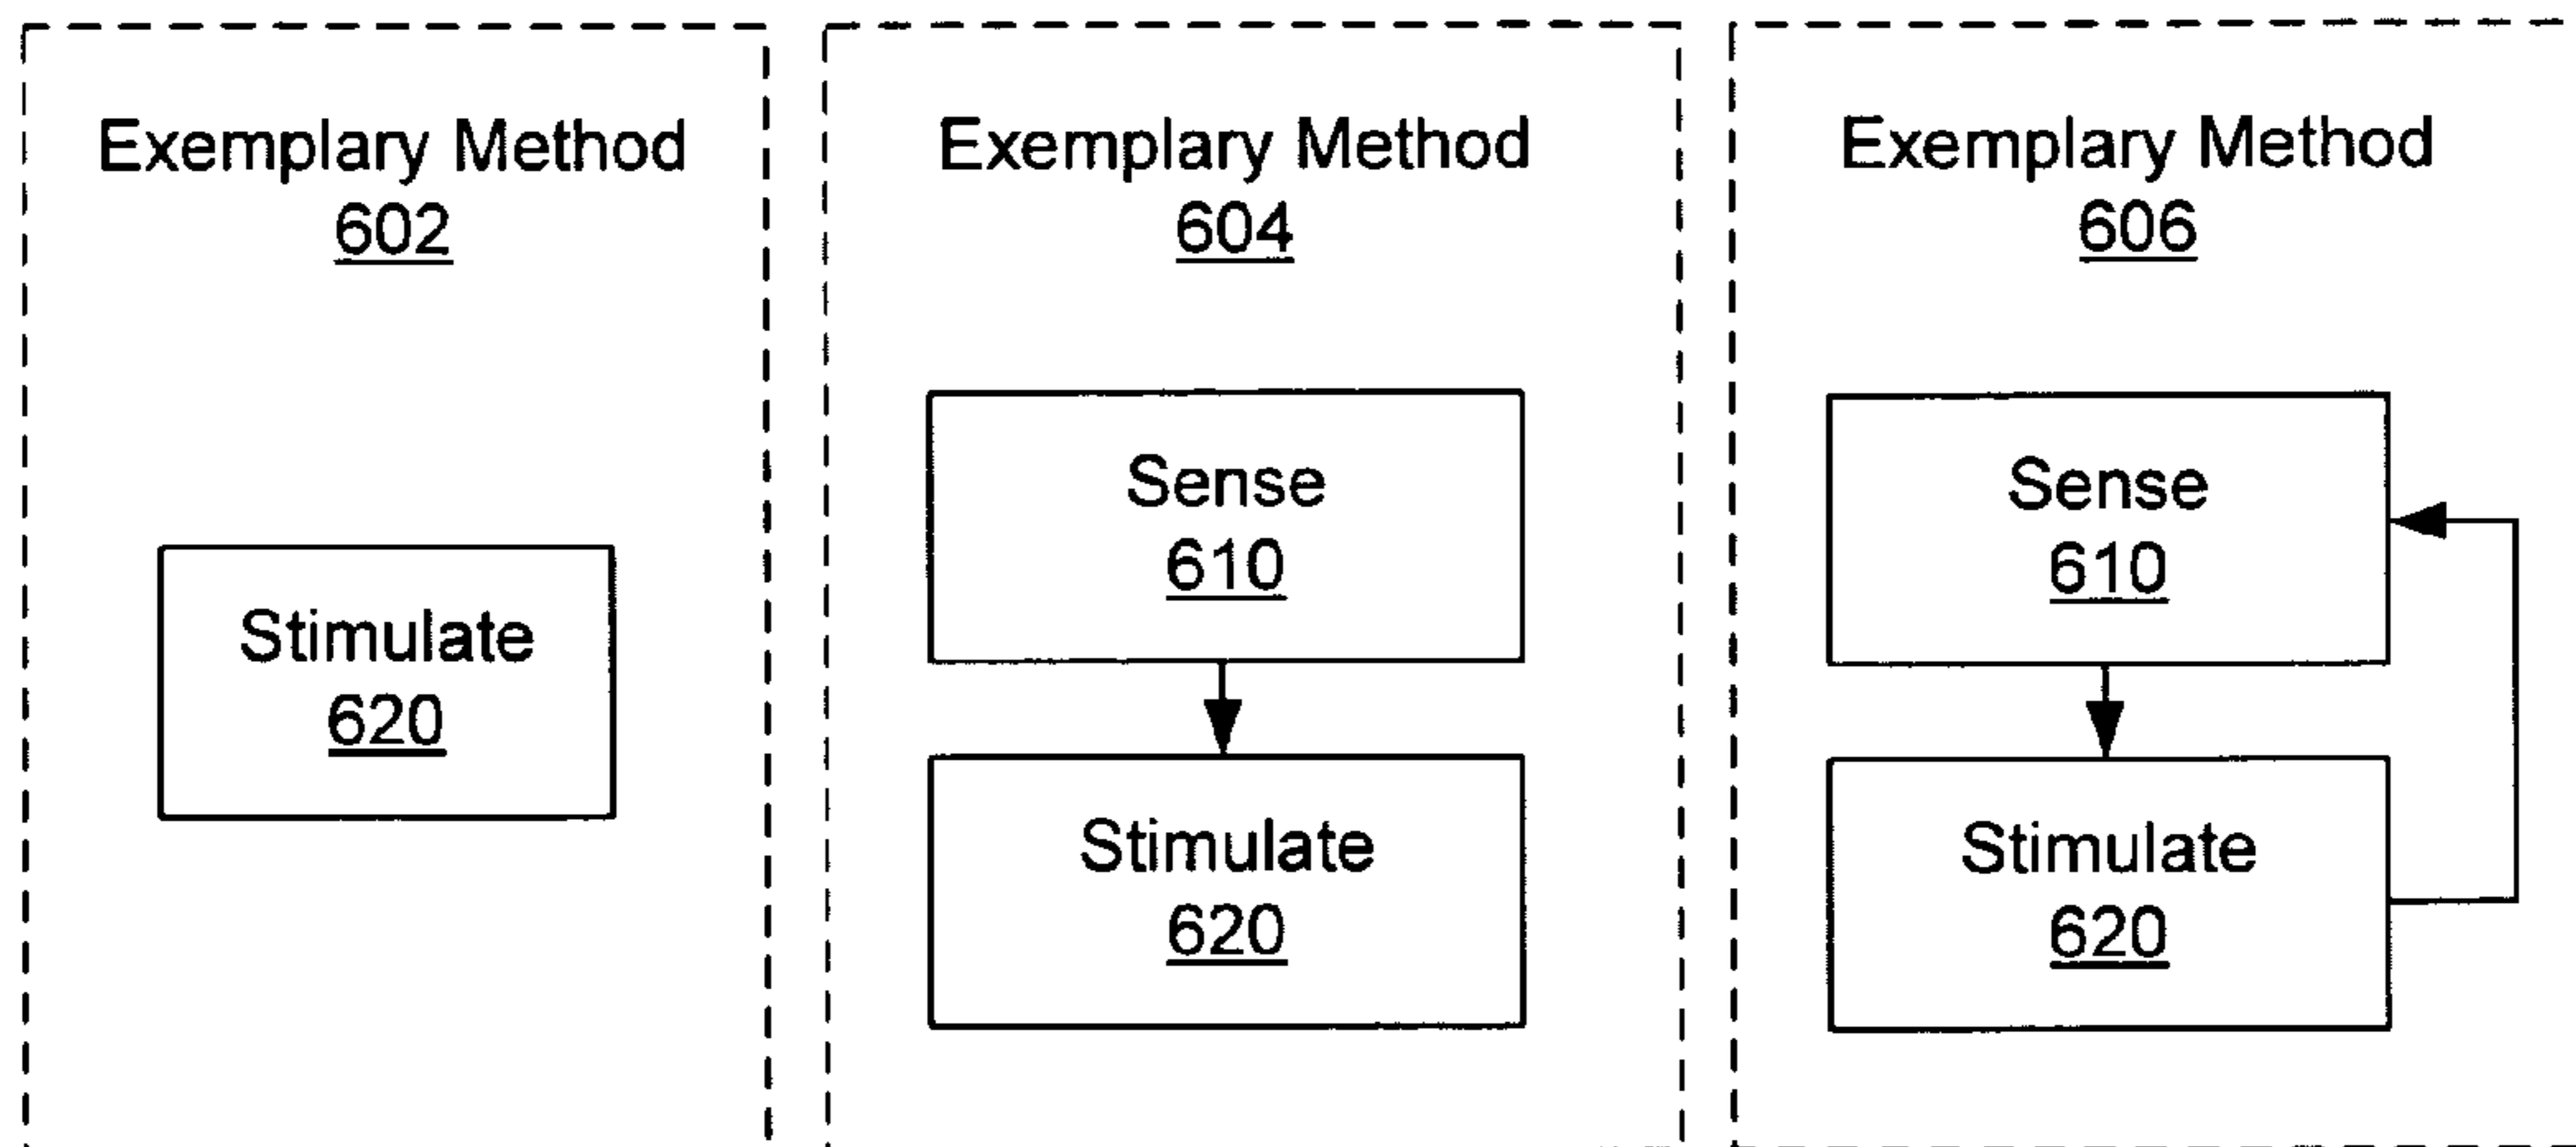 Exemplary Method
602
Stimulate
620
Exemplary Method
604
Sense
610
Stimulate
620
Exemplary Method
606
Sense
610
Stimulate
620